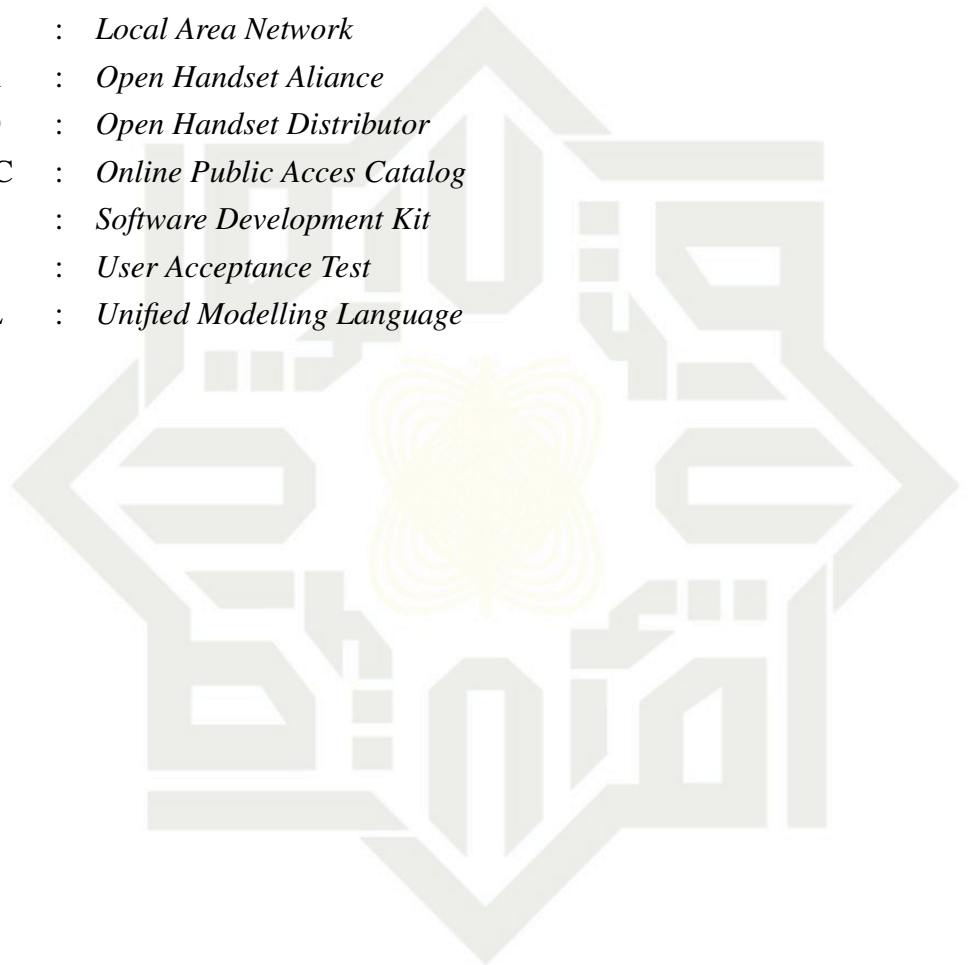 : Local Area Network
: Open Handset Aliance
: Open Handset Distributor
C : Online Public Acces Catalog
: Software Development Kit
: User Acceptance Test
: Unified Modelling Language